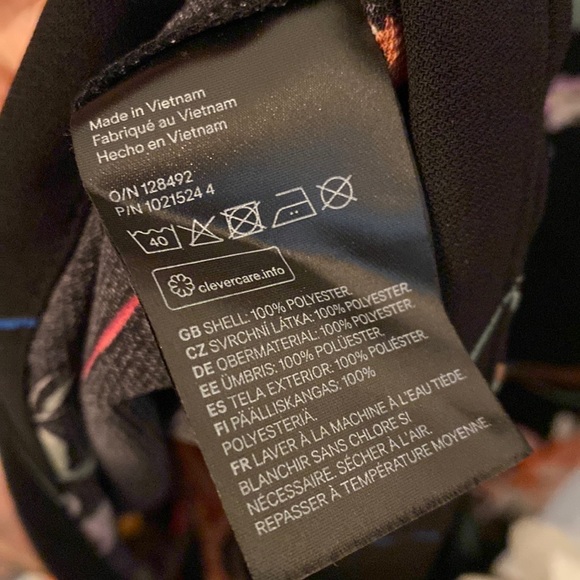 Made in Vietnam
Fabriqué au Vietnam
Hecho en Vietnam
O/N 128492
P/N 1021524 4
40
clevercare.info
GB SHELL: 100% POLYESTER.
CZ SVRCHNÍ LÁTKA: 100% POLYESTER.
DE OBERMATERIAL: 100% POLYESTER.
EE ÜMBRIS: 100% POLÜESTER.
ES TELA EXTERIOR: 100% POLIÉSTER.
FI PÄÄLLISKANGAS: 100%
POLYESTERIÄ.
FR LAVER À LA MACHINE À L'EAU TIÈDE.
BLANCHIR SANS CHLORE SI
NÉCESSAIRE. SÉCHER À L'AIR.
REPASSER À TEMPÉRATURE MOYENNE.